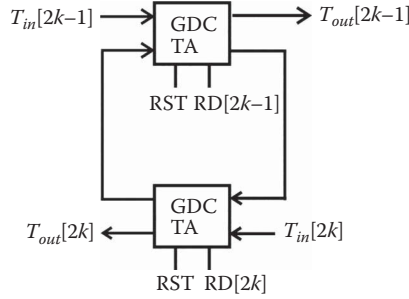 T_in[2k−1] GDC T_out[2k−1]
TA
RST RD[2k−1]
GDC
T_out[2k] TA T_in[2k]
RST RD[2k]